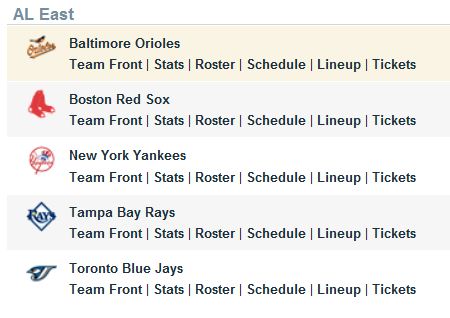 AL East
Baltimore Orioles
Team Front | Stats | Roster | Schedule | Lineup | Tickets
Boston Red Sox
Team Front | Stats | Roster | Schedule | Lineup | Tickets
New York Yankees
Team Front | Stats | Roster | Schedule | Lineup | Tickets
Tampa Bay Rays
Team Front | Stats | Roster | Schedule | Lineup | Tickets
Toronto Blue Jays
Team Front | Stats | Roster | Schedule | Lineup | Tickets